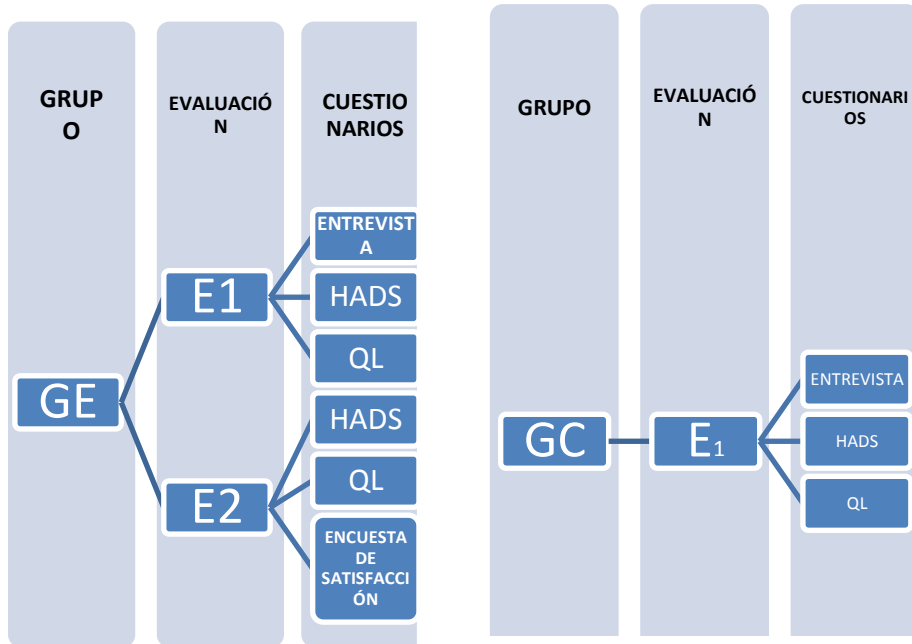 GRUP
O
EVALUACIÓ
N
CUESTIO
NARIOS
ENTREVIST
A
E1
HADS
QL
GE
HADS
E2
QL
ENCUESTA
DE
SATISFACCI
ÓN
GRUPO
EVALUACIÓ
N
CUESTIONARI
OS
ENTREVISTA
GC
E1
HADS
QL